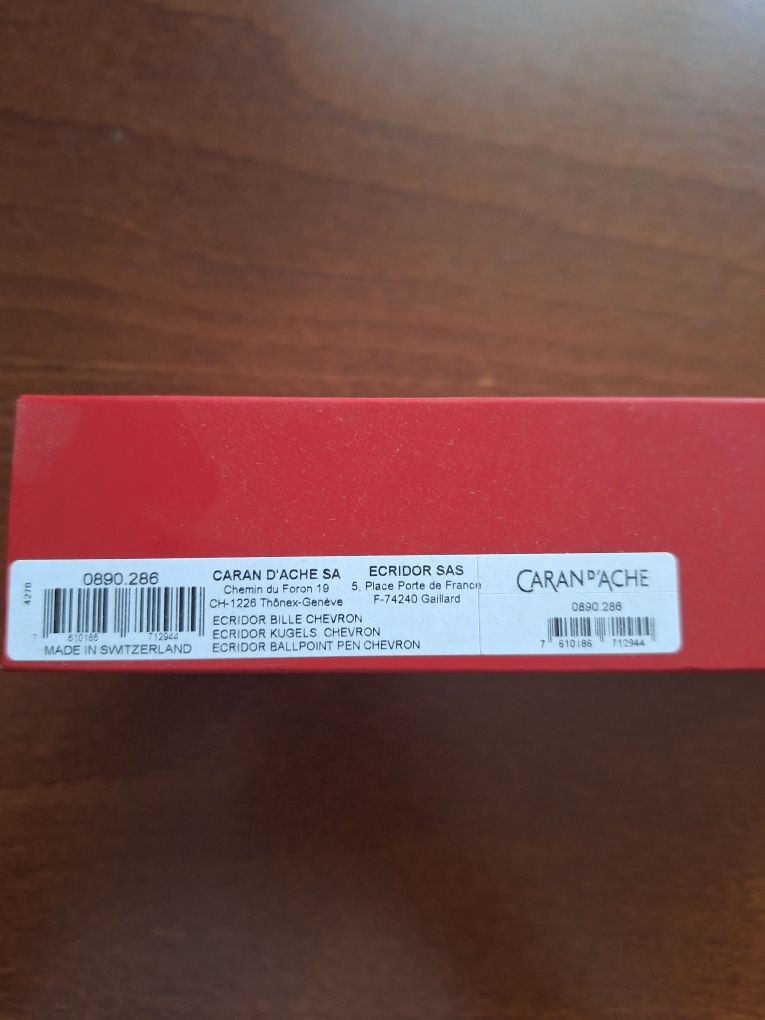 4270
0890.286
7 610186 712944
MADE IN SWITZERLAND
CARAN D'ACHE SA
Chemin du Foron 19
CH-1226 Thônex-Genève
ECRIDOR SAS
5, Place Porte de France
F-74240 Gaillard
ECRIDOR BILLE CHEVRON
ECRIDOR KUGELS. CHEVRON
ECRIDOR BALLPOINT PEN CHEVRON
CARAN D'ACHE
0890.286
7 610186 712944